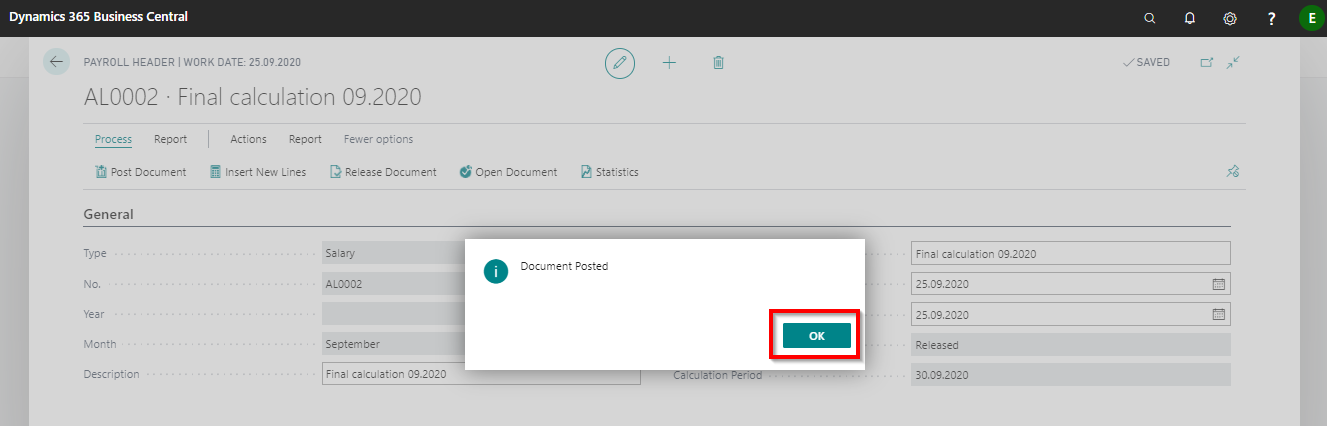 Dynamics 365 Business Central
?
E
PAYROLL HEADER | WORK DATE: 25.09.2020
SAVED
AL0002 · Final calculation 09.2020
Process Report Actions Report Fewer options
Post Document Insert New Lines Release Document Open Document Statistics
General
Type Salary
No. AL0002
Year
Month September
Description Final calculation 09.2020
Final calculation 09.2020
25.09.2020
25.09.2020
Released
Calculation Period 30.09.2020
i
Document Posted
OK